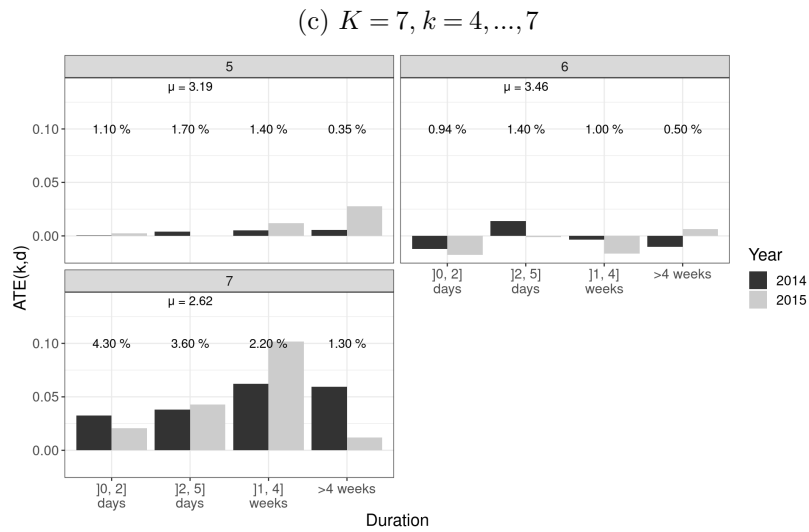 (c) K = 7, k = 4, ..., 7
5
6
μ = 3.19
μ = 3.46
1.10 %
1.70 %
1.40 %
0.35 %
0.94 %
1.40 %
1.00 %
0.50 %
0.10
0.05
0.00
]0, 2]
days
]2, 5]
days
]1, 4]
weeks
>4 weeks
7
μ = 2.62
4.30 %
3.60 %
2.20 %
1.30 %
0.10
0.05
0.00
]0, 2]
days
]2, 5]
days
]1, 4]
weeks
>4 weeks
ATE(k,d)
Duration
Year
2014
2015